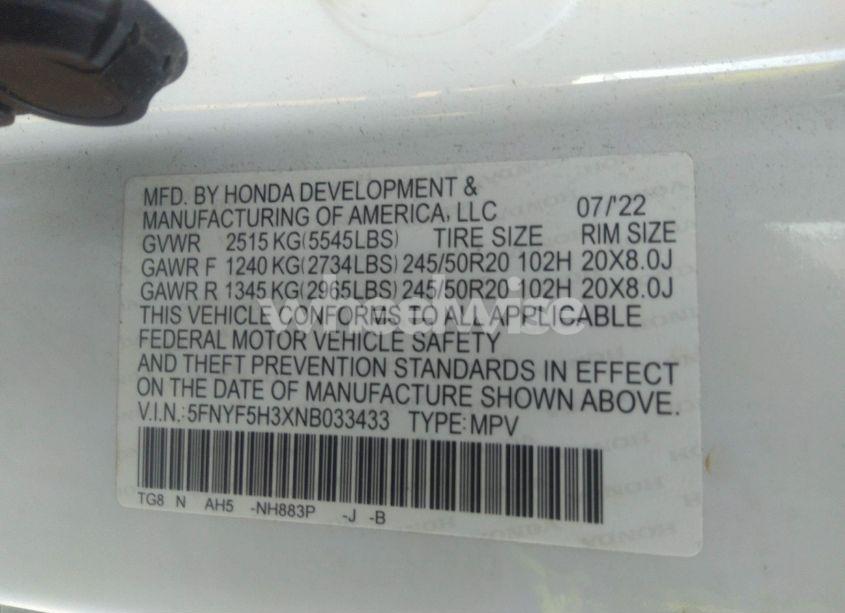 MFD. BY HONDA DEVELOPMENT &
MANUFACTURING OF AMERICA, LLC 07/'22
GVWR 2515 KG(5545LBS) TIRE SIZE RIM SIZE
GAWR F 1240 KG(2734LBS) 245/50R20 102H 20X8.0J
GAWR R 1345 KG(2965LBS) 245/50R20 102H 20X8.0J
THIS VEHICLE CONFORMS TO ALL APPLICABLE
FEDERAL MOTOR VEHICLE SAFETY
AND THEFT PREVENTION STANDARDS IN EFFECT
ON THE DATE OF MANUFACTURE SHOWN ABOVE.
V.I.N.: 5FNYF5H3XNB033433 TYPE: MPV
TG8 N AH5 -NH883P -J -B
wheelwise